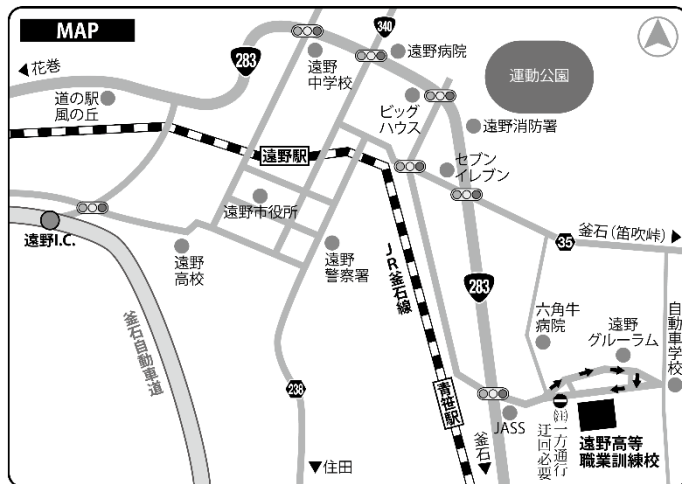 MAP
340
283
◀花巻
遠野
中学校
遠野病院
運動公園
道の駅
風の丘
ビッグ
ハウス
遠野消防署
遠野駅
セブン
イレブン
遠野市役所
遠野I.C.
遠野
高校
遠野
警察署
JR釜石線
35
釜石(笛吹峠)▶
283
六角牛
病院
遠野
グルーラム
自動車学校
釜石自動車道
238
青笹駅
JASS
釜石▼
(注)一方通行
迂回必要
遠野高等
職業訓練校
▼住田